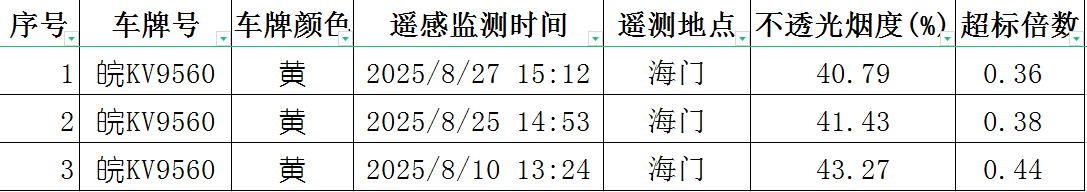 序号 车牌号 车牌颜色 遥感监测时间 遥测地点 不透光烟度(%) 超标倍数
1 皖KV9560 黄 2025/8/27 15:12 海门 40.79 0.36
2 皖KV9560 黄 2025/8/25 14:53 海门 41.43 0.38
3 皖KV9560 黄 2025/8/10 13:24 海门 43.27 0.44